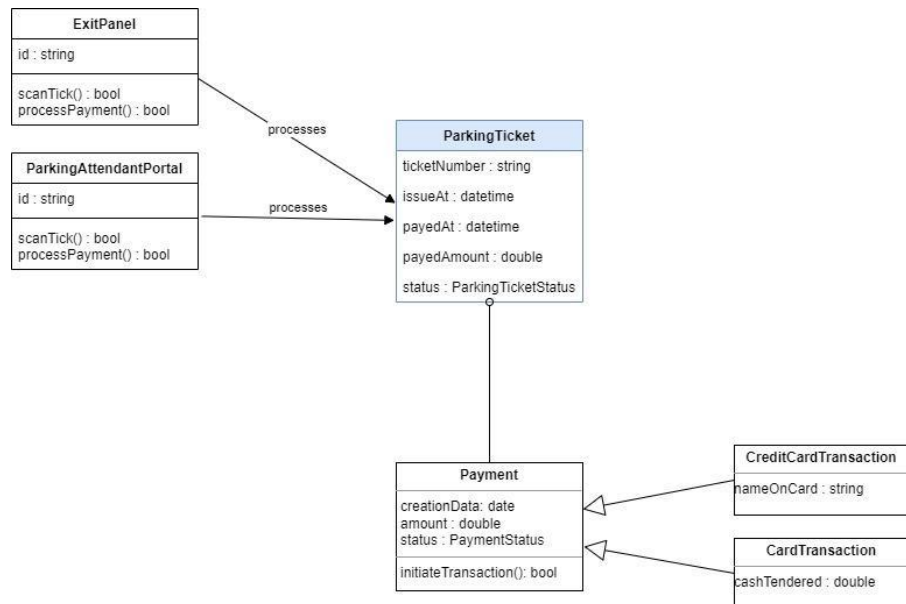 ExitPanel
id : string
scanTick() : bool
processPayment() : bool
processes
ParkingAttendantPortal
id : string
scanTick() : bool
processPayment() : bool
processes
ParkingTicket
ticketNumber : string
issueAt : datetime
payedAt : datetime
payedAmount : double
status : ParkingTicketStatus
Payment
creationData: date
amount : double
status : PaymentStatus
initiateTransaction(): bool
CreditCardTransaction
nameOnCard : string
CardTransaction
cashTendered : double